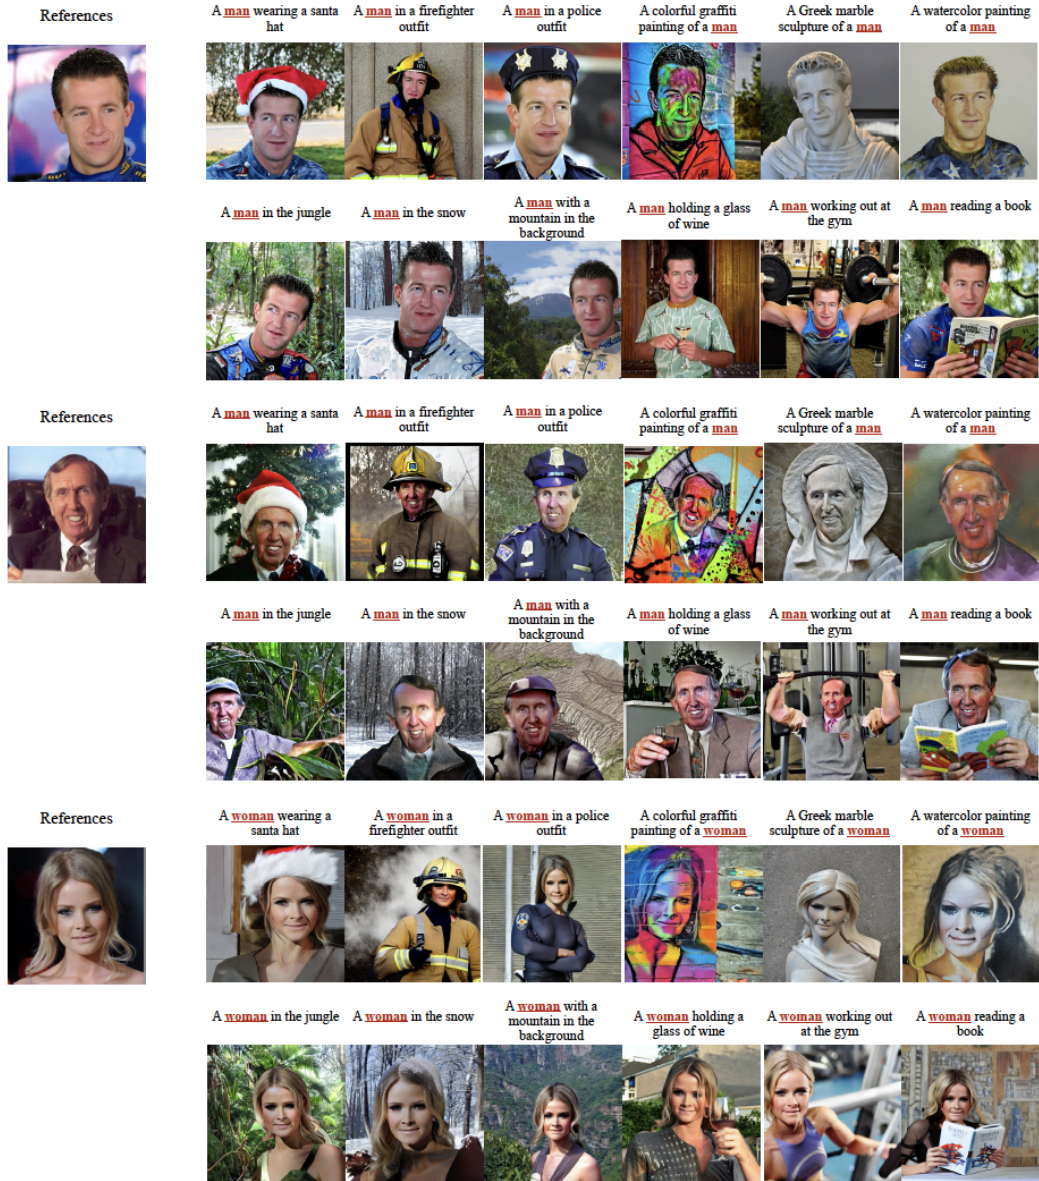 References
A man wearing a santa
hat
A man in a firefighter
outfit
A man in a police
outfit
A colorful graffiti
painting of a man
A Greek marble
sculpture of a man
A watercolor painting
of a man
A man in the jungle
A man in the snow
A man with a
mountain in the
background
A man holding a glass
of wine
A man working out at
the gym
A man reading a book
References
A man wearing a santa
hat
A man in a firefighter
outfit
A man in a police
outfit
A colorful graffiti
painting of a man
A Greek marble
sculpture of a man
A watercolor painting
of a man
A man in the jungle
A man in the snow
A man with a
mountain in the
background
A man holding a glass
of wine
A man working out at
the gym
A man reading a book
References
A woman wearing a
santa hat
A woman in a
firefighter outfit
A woman in a police
outfit
A colorful graffiti
painting of a woman
A Greek marble
sculpture of a woman
A watercolor painting
of a woman
A woman in the jungle
A woman in the snow
A woman with a
mountain in the
background
A woman holding a
glass of wine
A woman working out
at the gym
A woman reading a
book